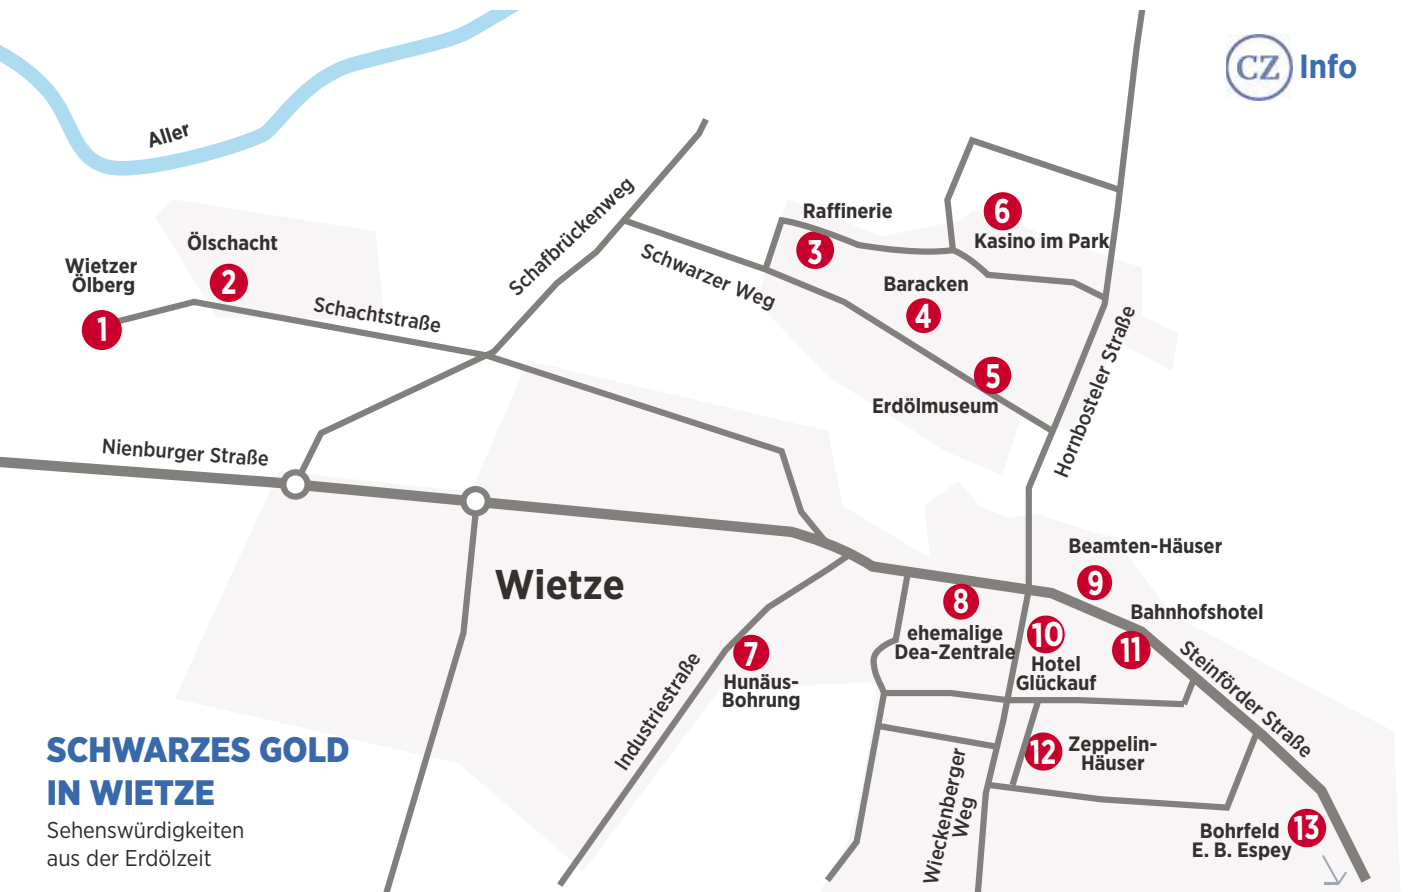 CZ Info
Aller
Schafbrückenweg
Raffinerie
3
6
Kasino im Park
Ölschacht
2
Wietzer
Ölberg
1
Schachtstraße
Schwarzer Weg
Baracken
4
5
Erdölmuseum
Hornbosteler Straße
Nienburger Straße
Wietze
Beamten-Häuser
9
8
ehemalige
Dea-Zentrale
10
Hotel
Glückauf
Bahnhofshotel
11
Steinförder Straße
7
Hunäus-
Bohrung
Industriestraße
12
Zeppelin-
Häuser
Wieckenberger
Weg
Bohrfeld
E. B. Espey
13
SCHWARZES GOLD
IN WIETZE
Sehenswürdigkeiten
aus der Erdölzeit